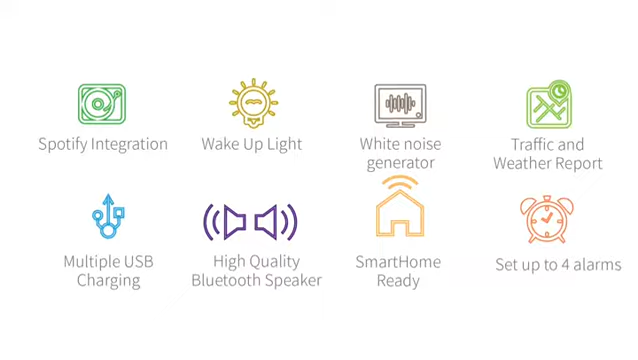 Spotify Integration
Wake Up Light
White noise
generator
Traffic and
Weather Report
Multiple USB
Charging
High Quality
Bluetooth Speaker
SmartHome
Ready
Set up to 4 alarms